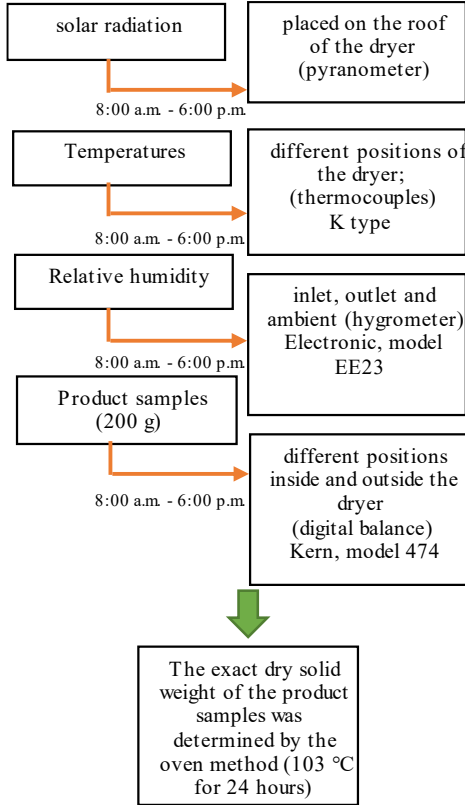 solar radiation
placed on the roof
of the dryer
(pyranometer)
8:00 a.m. - 6:00 p.m.
Temperatures
different positions of
the dryer;
(thermocouples)
K type
8:00 a.m. - 6:00 p.m.
Relative humidity
inlet, outlet and
ambient (hygrometer)
Electronic, model
EE23
8:00 a.m. - 6:00 p.m.
Product samples
(200 g)
different positions
inside and outside the
dryer
(digital balance)
Kern, model 474
8:00 a.m. - 6:00 p.m.
The exact dry solid
weight of the product
samples was
determined by the
oven method (103 °C
for 24 hours)